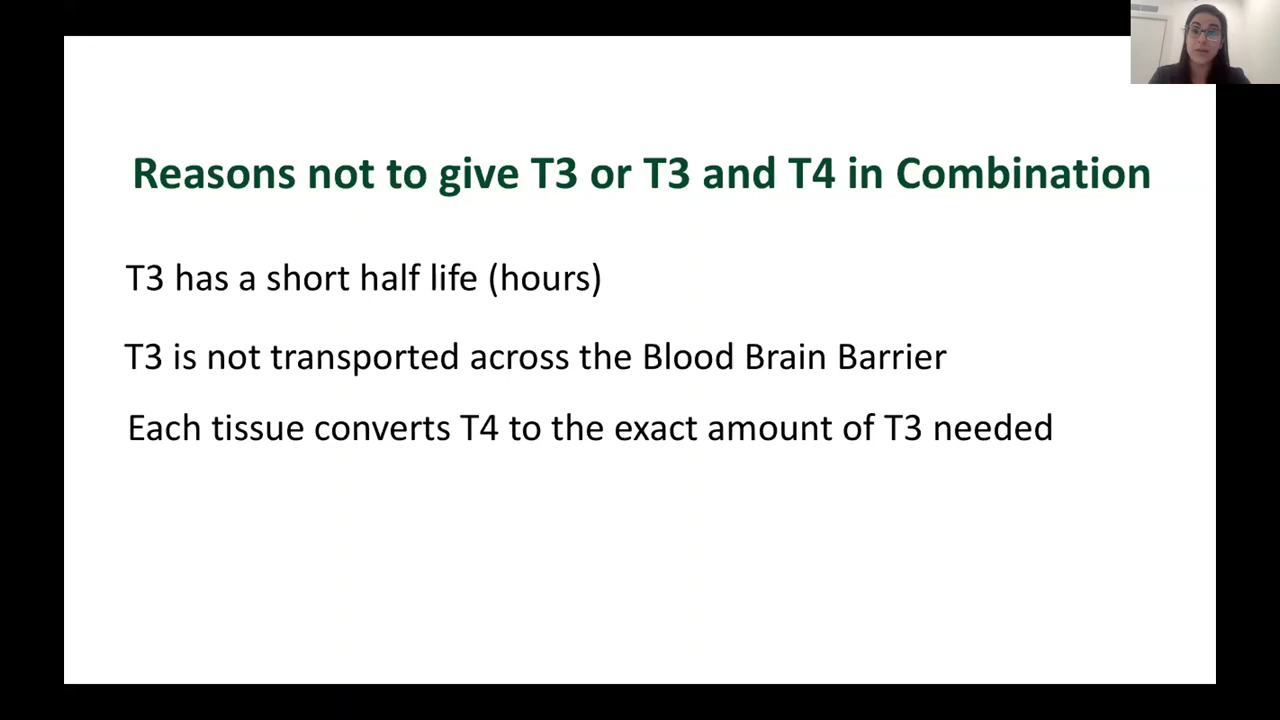 Reasons not to give T3 or T3 and T4 in Combination
T3 has a short half life (hours)
T3 is not transported across the Blood Brain Barrier
Each tissue converts T4 to the exact amount of T3 needed